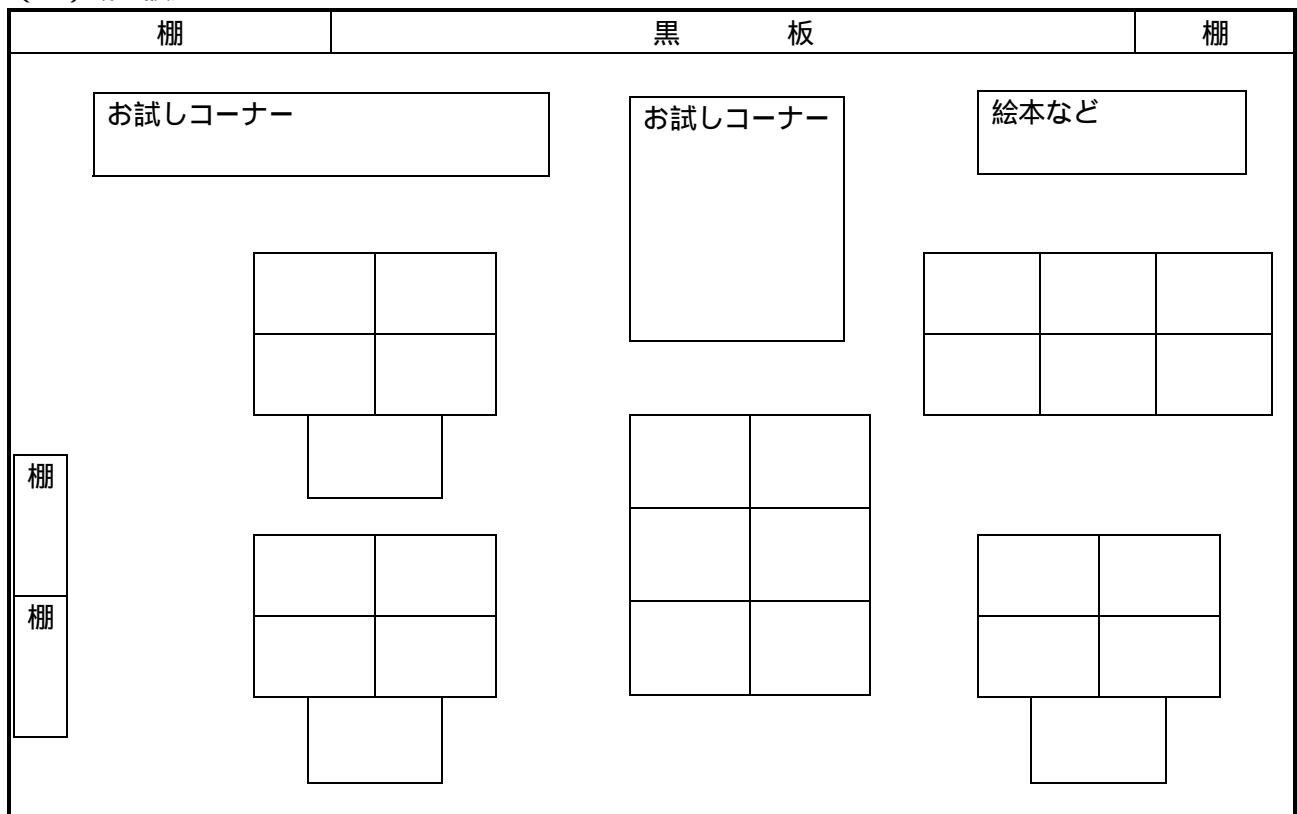 棚 黒 板 棚
お試しコーナー
お試しコーナー
絵本など
棚
棚